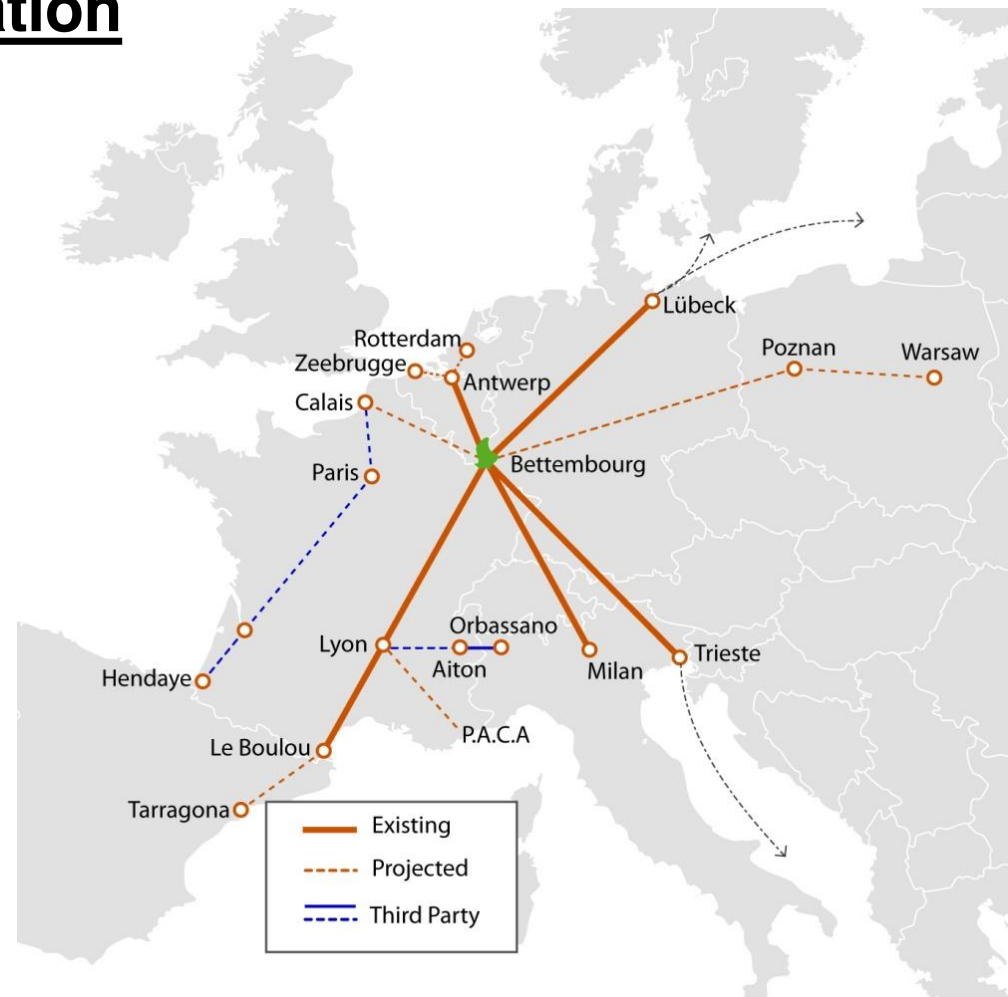 ation
Lübeck
Rotterdam
Poznan
Warsaw
Zeebrugge
Antwerp
Calais
Bettembourg
Paris
Orbassano
Lyon
Aiton
Trieste
Milan
Hendaye
P.A.C.A
Le Boulou
Tarragona
Existing
Projected
Third Party